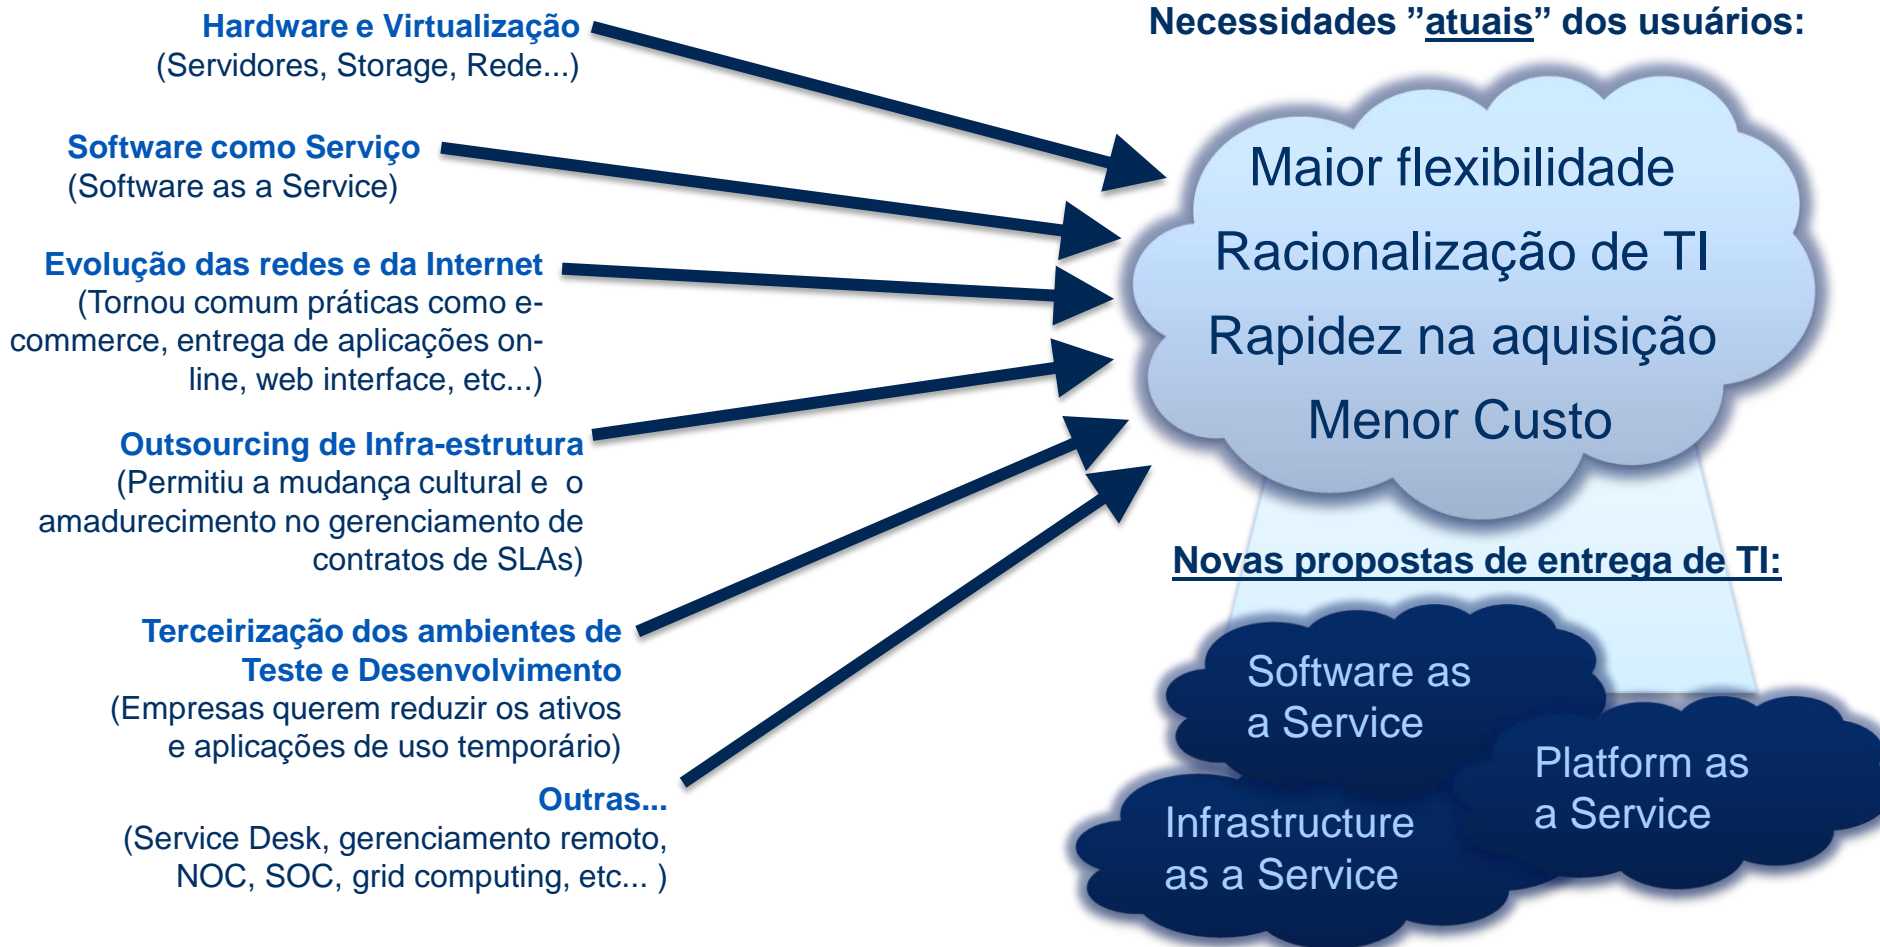 Hardware e Virtualização
(Servidores, Storage, Rede...)
Software como Serviço
(Software as a Service)
Evolução das redes e da Internet
(Tornou comum práticas como e-
commerce, entrega de aplicações on-
line, web interface, etc...)
Outsourcing de Infra-estrutura
(Permitiu a mudança cultural e  o
amadurecimento no gerenciamento de
contratos de SLAs)
Terceirização dos ambientes de
Teste e Desenvolvimento
(Empresas querem reduzir os ativos
e aplicações de uso temporário)
Outras...
(Service Desk, gerenciamento remoto,
NOC, SOC, grid computing, etc... )
Necessidades ”atuais” dos usuários:
Maior flexibilidade
Racionalização de TI
Rapidez na aquisição
Menor Custo
Novas propostas de entrega de TI:
Software as
a Service
Platform as
a Service
Infrastructure
as a Service